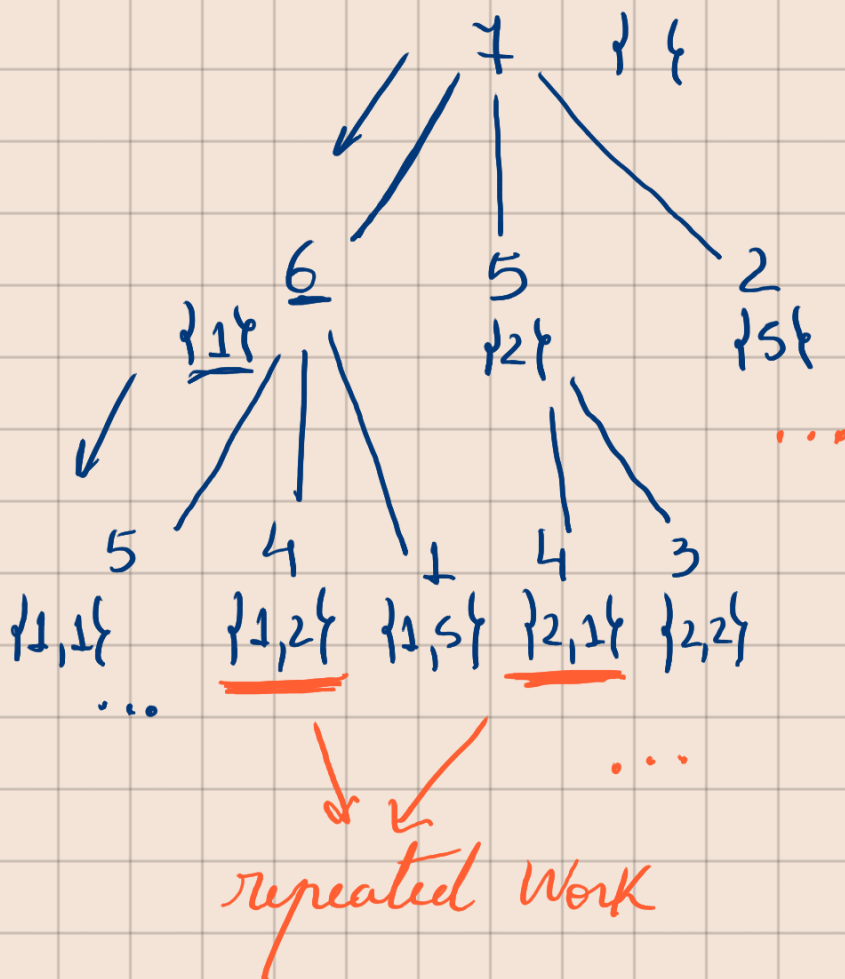 7 { }
6 5 2
{1} {2} {5}
...
5 4 1 4 3
{1,1} {1,2} {1,5} {2,1} {2,2}
... ...
repeated Work